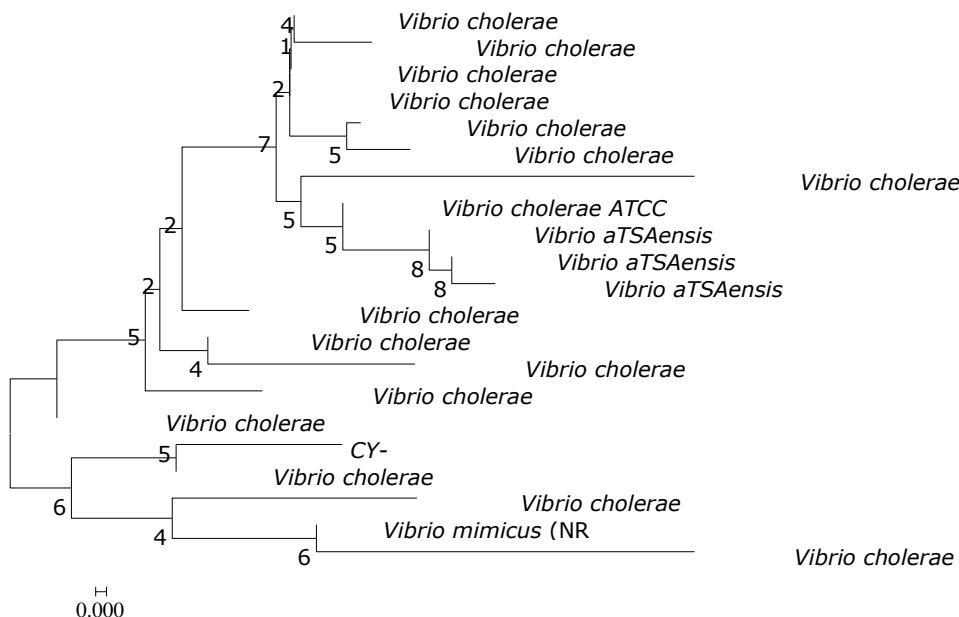 4
Vibrio cholerae
1
Vibrio cholerae
Vibrio cholerae
2
Vibrio cholerae
Vibrio cholerae
7
5
Vibrio cholerae
Vibrio cholerae
5
Vibrio cholerae ATCC
2
5
Vibrio aTSAensis
8
Vibrio aTSAensis
2
8
Vibrio aTSAensis
Vibrio cholerae
5
Vibrio cholerae
4
Vibrio cholerae
Vibrio cholerae
Vibrio cholerae
5
CY-
Vibrio cholerae
6
Vibrio cholerae
4
Vibrio mimicus (NR
6
Vibrio cholerae
0.000